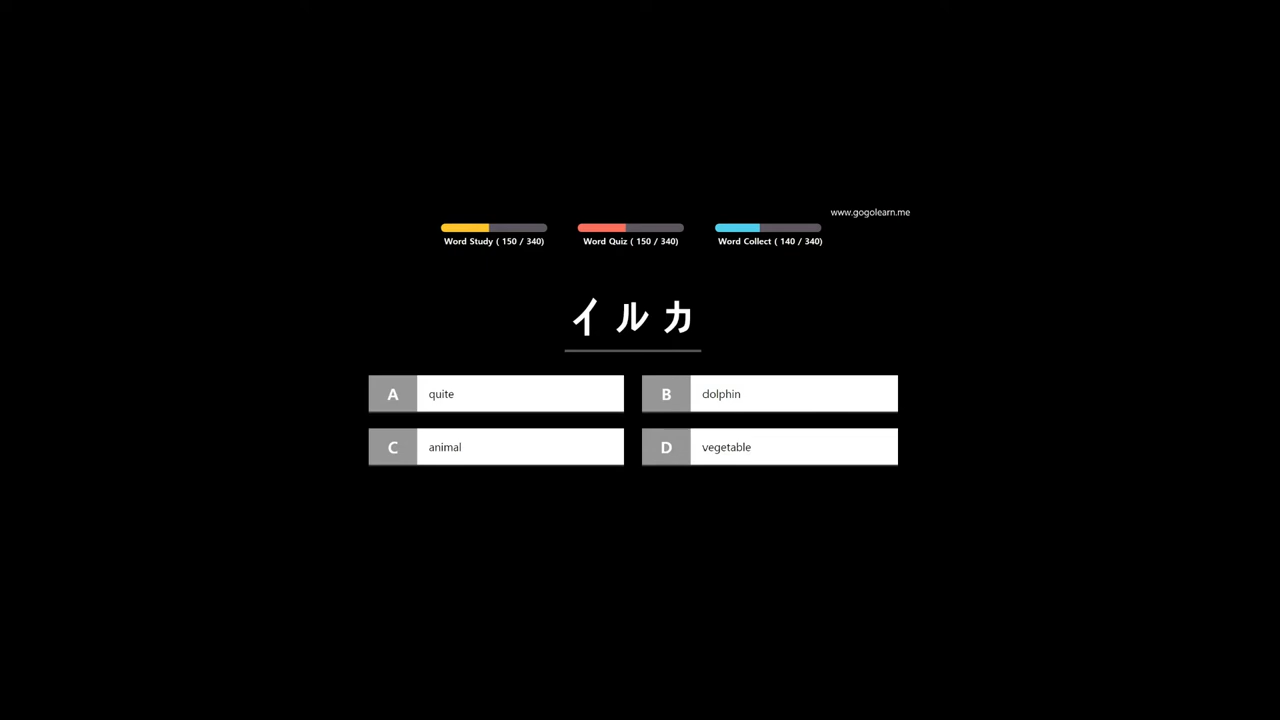 www.gogolearn.me
Word Study ( 150 / 340) Word Quiz ( 150 / 340) Word Collect ( 140 / 340)
イルカ
A quite B dolphin
C animal D vegetable